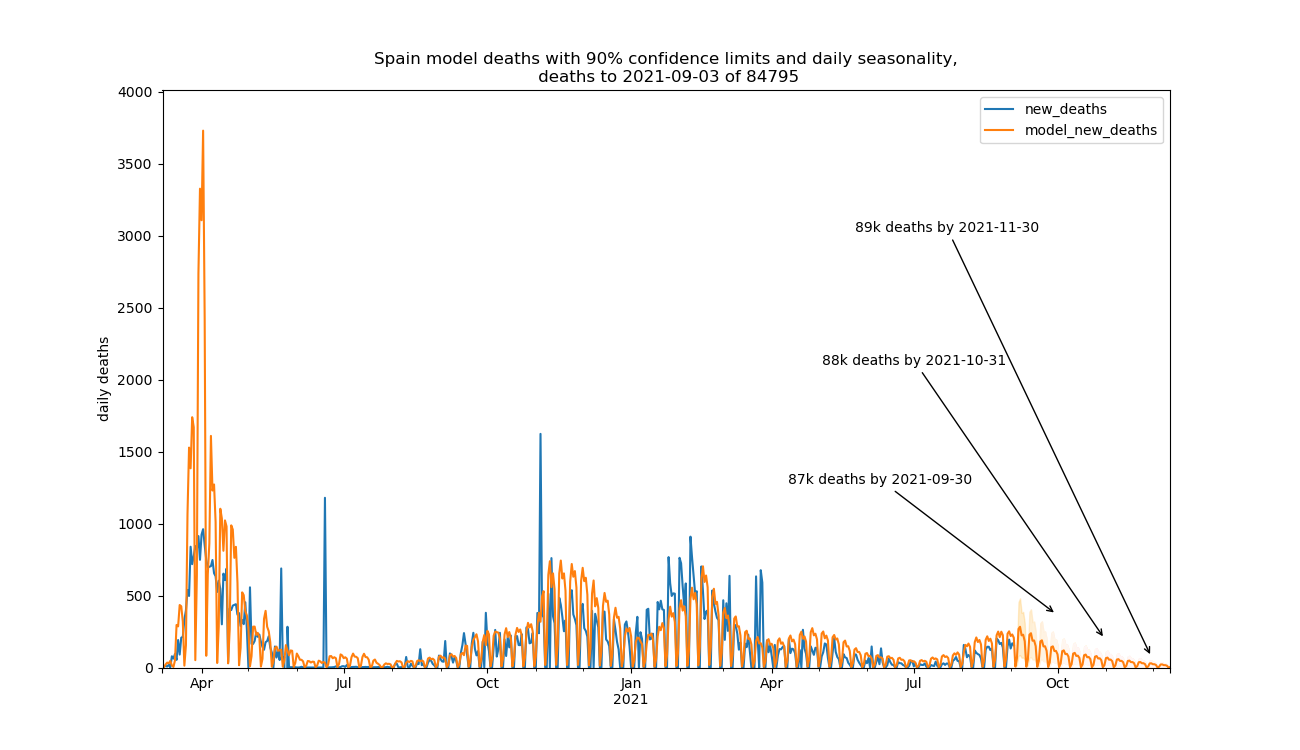 Spain model deaths with 90% confidence limits and daily seasonality,
deaths to 2021-09-03 of 84795
new_deaths
model_new_deaths
4000
3500
3000
2500
2000
1500
1000
500
0
daily deaths
89k deaths by 2021-11-30
88k deaths by 2021-10-31
87k deaths by 2021-09-30
Apr
Jul
Oct
Jan
2021
Apr
Jul
Oct